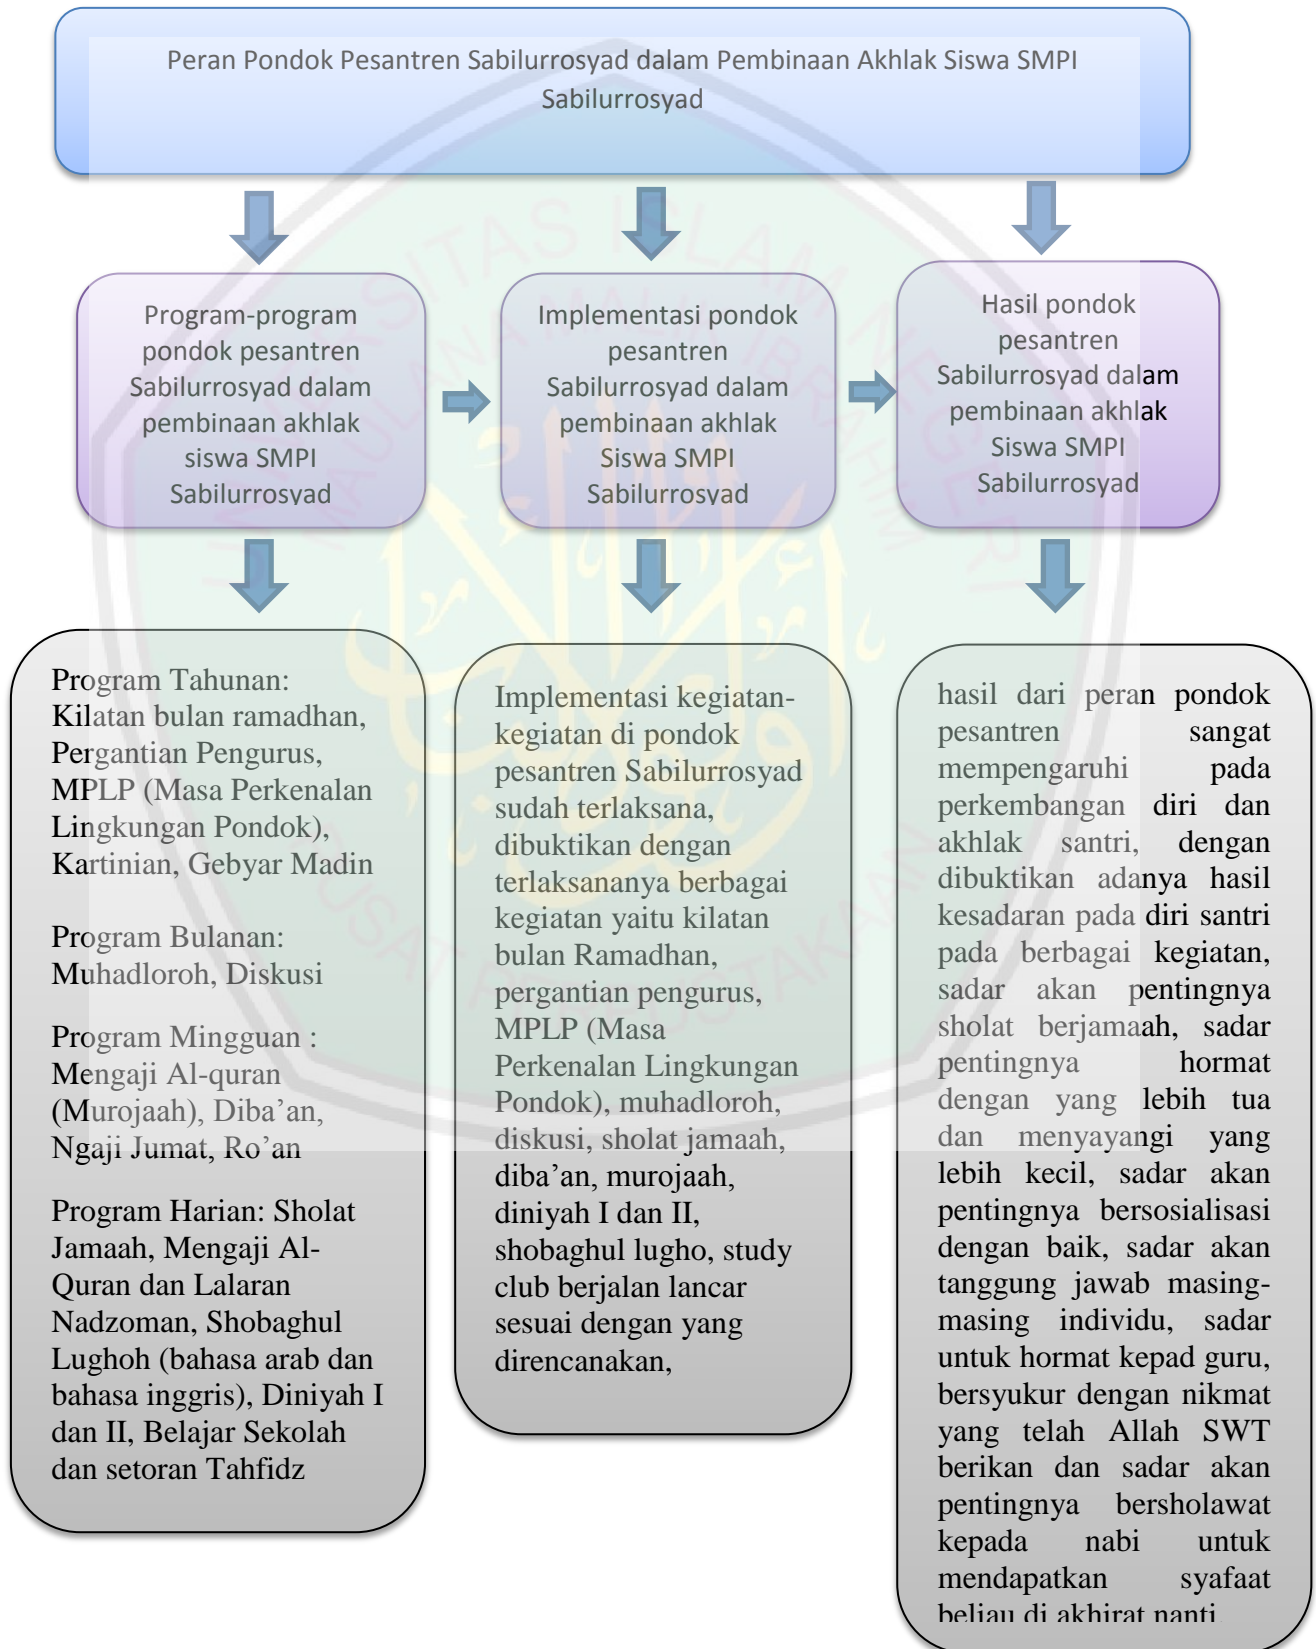 Peran Pondok Pesantren Sabilurrosyad dalam Pembinaan Akhlak Siswa SMPI
Sabilurrosyad
Program-program
pondok pesantren
Sabilurrosyad dalam
pembinaan akhlak
siswa SMPI
Sabilurrosyad
Implementasi pondok
pesantren
Sabilurrosyad dalam
pembinaan akhlak
Siswa SMPI
Sabilurrosyad
Hasil pondok
pesantren
Sabilurrosyad dalam
pembinaan akhlak
Siswa SMPI
Sabilurrosyad
Program Tahunan:
Kilatan bulan ramadhan,
Pergantian Pengurus,
MPLP (Masa Perkenalan
Lingkungan Pondok),
Kartinian, Gebyar Madin
Program Bulanan:
Muhadloroh, Diskusi
Program Mingguan :
Mengaji Al-quran
(Murojaah), Diba’an,
Ngaji Jumat, Ro’an
Program Harian: Sholat
Jamaah, Mengaji Al-
Quran dan Lalaran
Nadzoman, Shobaghul
Lughoh (bahasa arab dan
bahasa inggris), Diniyah I
dan II, Belajar Sekolah
dan setoran Tahfidz
Implementasi kegiatan-
kegiatan di pondok
pesantren Sabilurrosyad
sudah terlaksana,
dibuktikan dengan
terlaksananya berbagai
kegiatan yaitu kilatan
bulan Ramadhan,
pergantian pengurus,
MPLP (Masa
Perkenalan Lingkungan
Pondok), muhadloroh,
diskusi, sholat jamaah,
diba’an, murojaah,
diniyah I dan II,
shobaghul lugho, study
club berjalan lancar
sesuai dengan yang
direncanakan,
hasil dari peran pondok
pesantren sangat
mempengaruhi pada
perkembangan diri dan
akhlak santri, dengan
dibuktikan adanya hasil
kesadaran pada diri santri
pada berbagai kegiatan,
sadar akan pentingnya
sholat berjamaah, sadar
pentingnya hormat
dengan yang lebih tua
dan menyayangi yang
lebih kecil, sadar akan
pentingnya bersosialisasi
dengan baik, sadar akan
tanggung jawab masing-
masing individu, sadar
untuk hormat kepad guru,
bersyukur dengan nikmat
yang telah Allah SWT
berikan dan sadar akan
pentingnya bersholawat
kepada nabi untuk
mendapatkan syafaat
beliau di akhirat nanti.
UNIVERSITAS ISLAM NEGERI
MAULANA MALIK IBRAHIM
PUSAT PERPUSTAKAAN